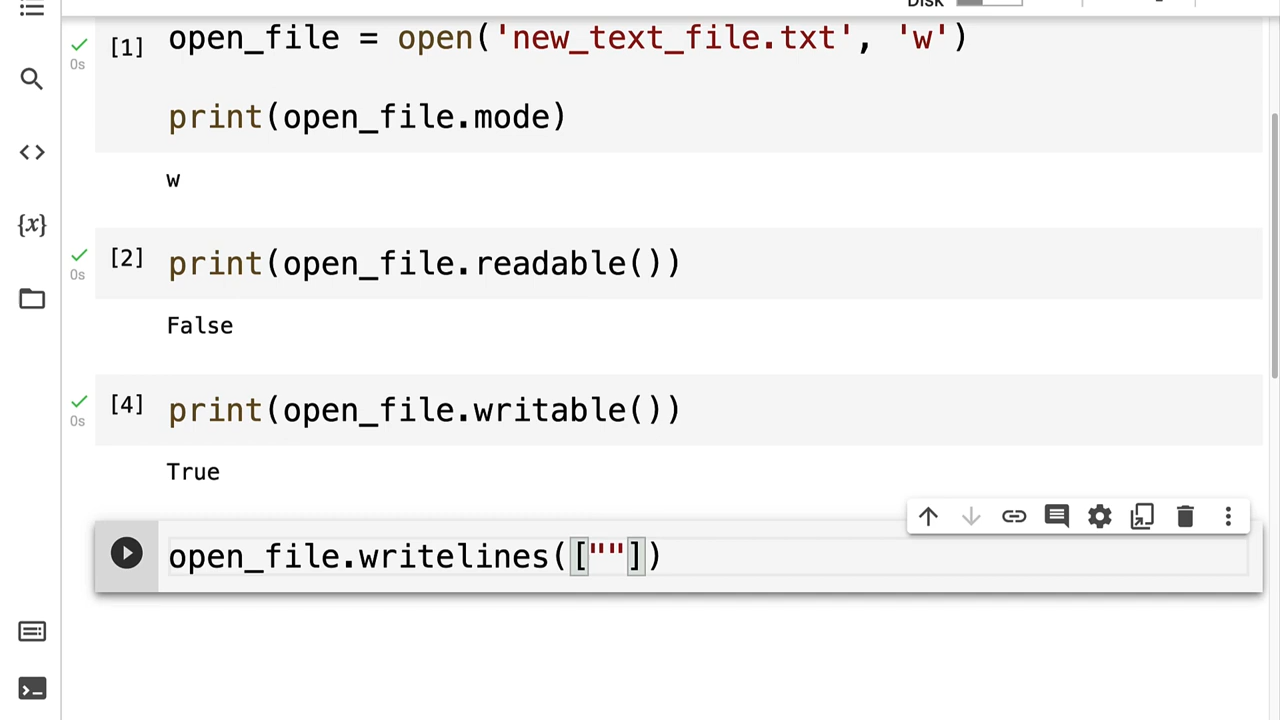 Disk
[1] open_file = open('new_text_file.txt', 'w')
0s
print(open_file.mode)
w
[2] print(open_file.readable())
0s
False
[4] print(open_file.writable())
0s
True
open_file.writelines([""])
{x}